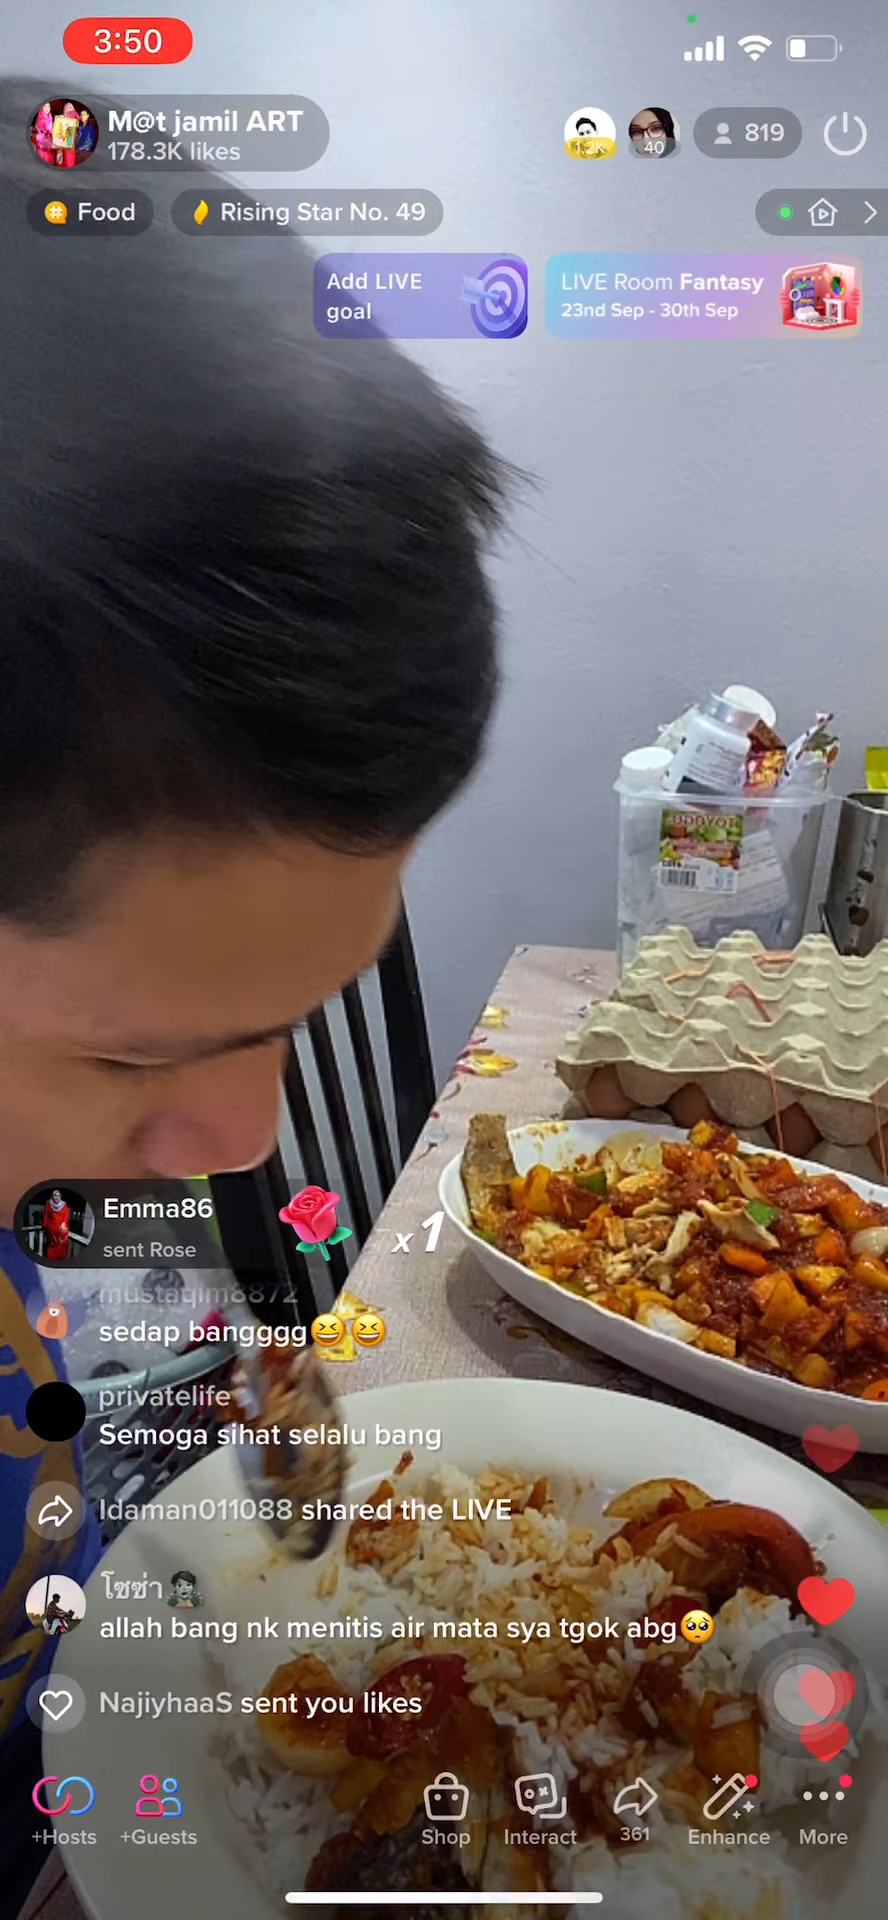 3:50
M@t jamil ART
178.3K likes
1.2K
40
819
Food
Rising Star No. 49
Add LIVE
goal
LIVE Room Fantasy
23nd Sep - 30th Sep
Emma86
sent Rose
x1
mustaqim8872
sedap bangggg😆😆
privatelife
Semoga sihat selalu bang
Idaman011088 shared the LIVE
โซซ่า🧟‍♂️
allah bang nk menitis air mata sya tgok abg🥺
NajiyhaaS sent you likes
+Hosts
+Guests
Shop
Interact
361
Enhance
More